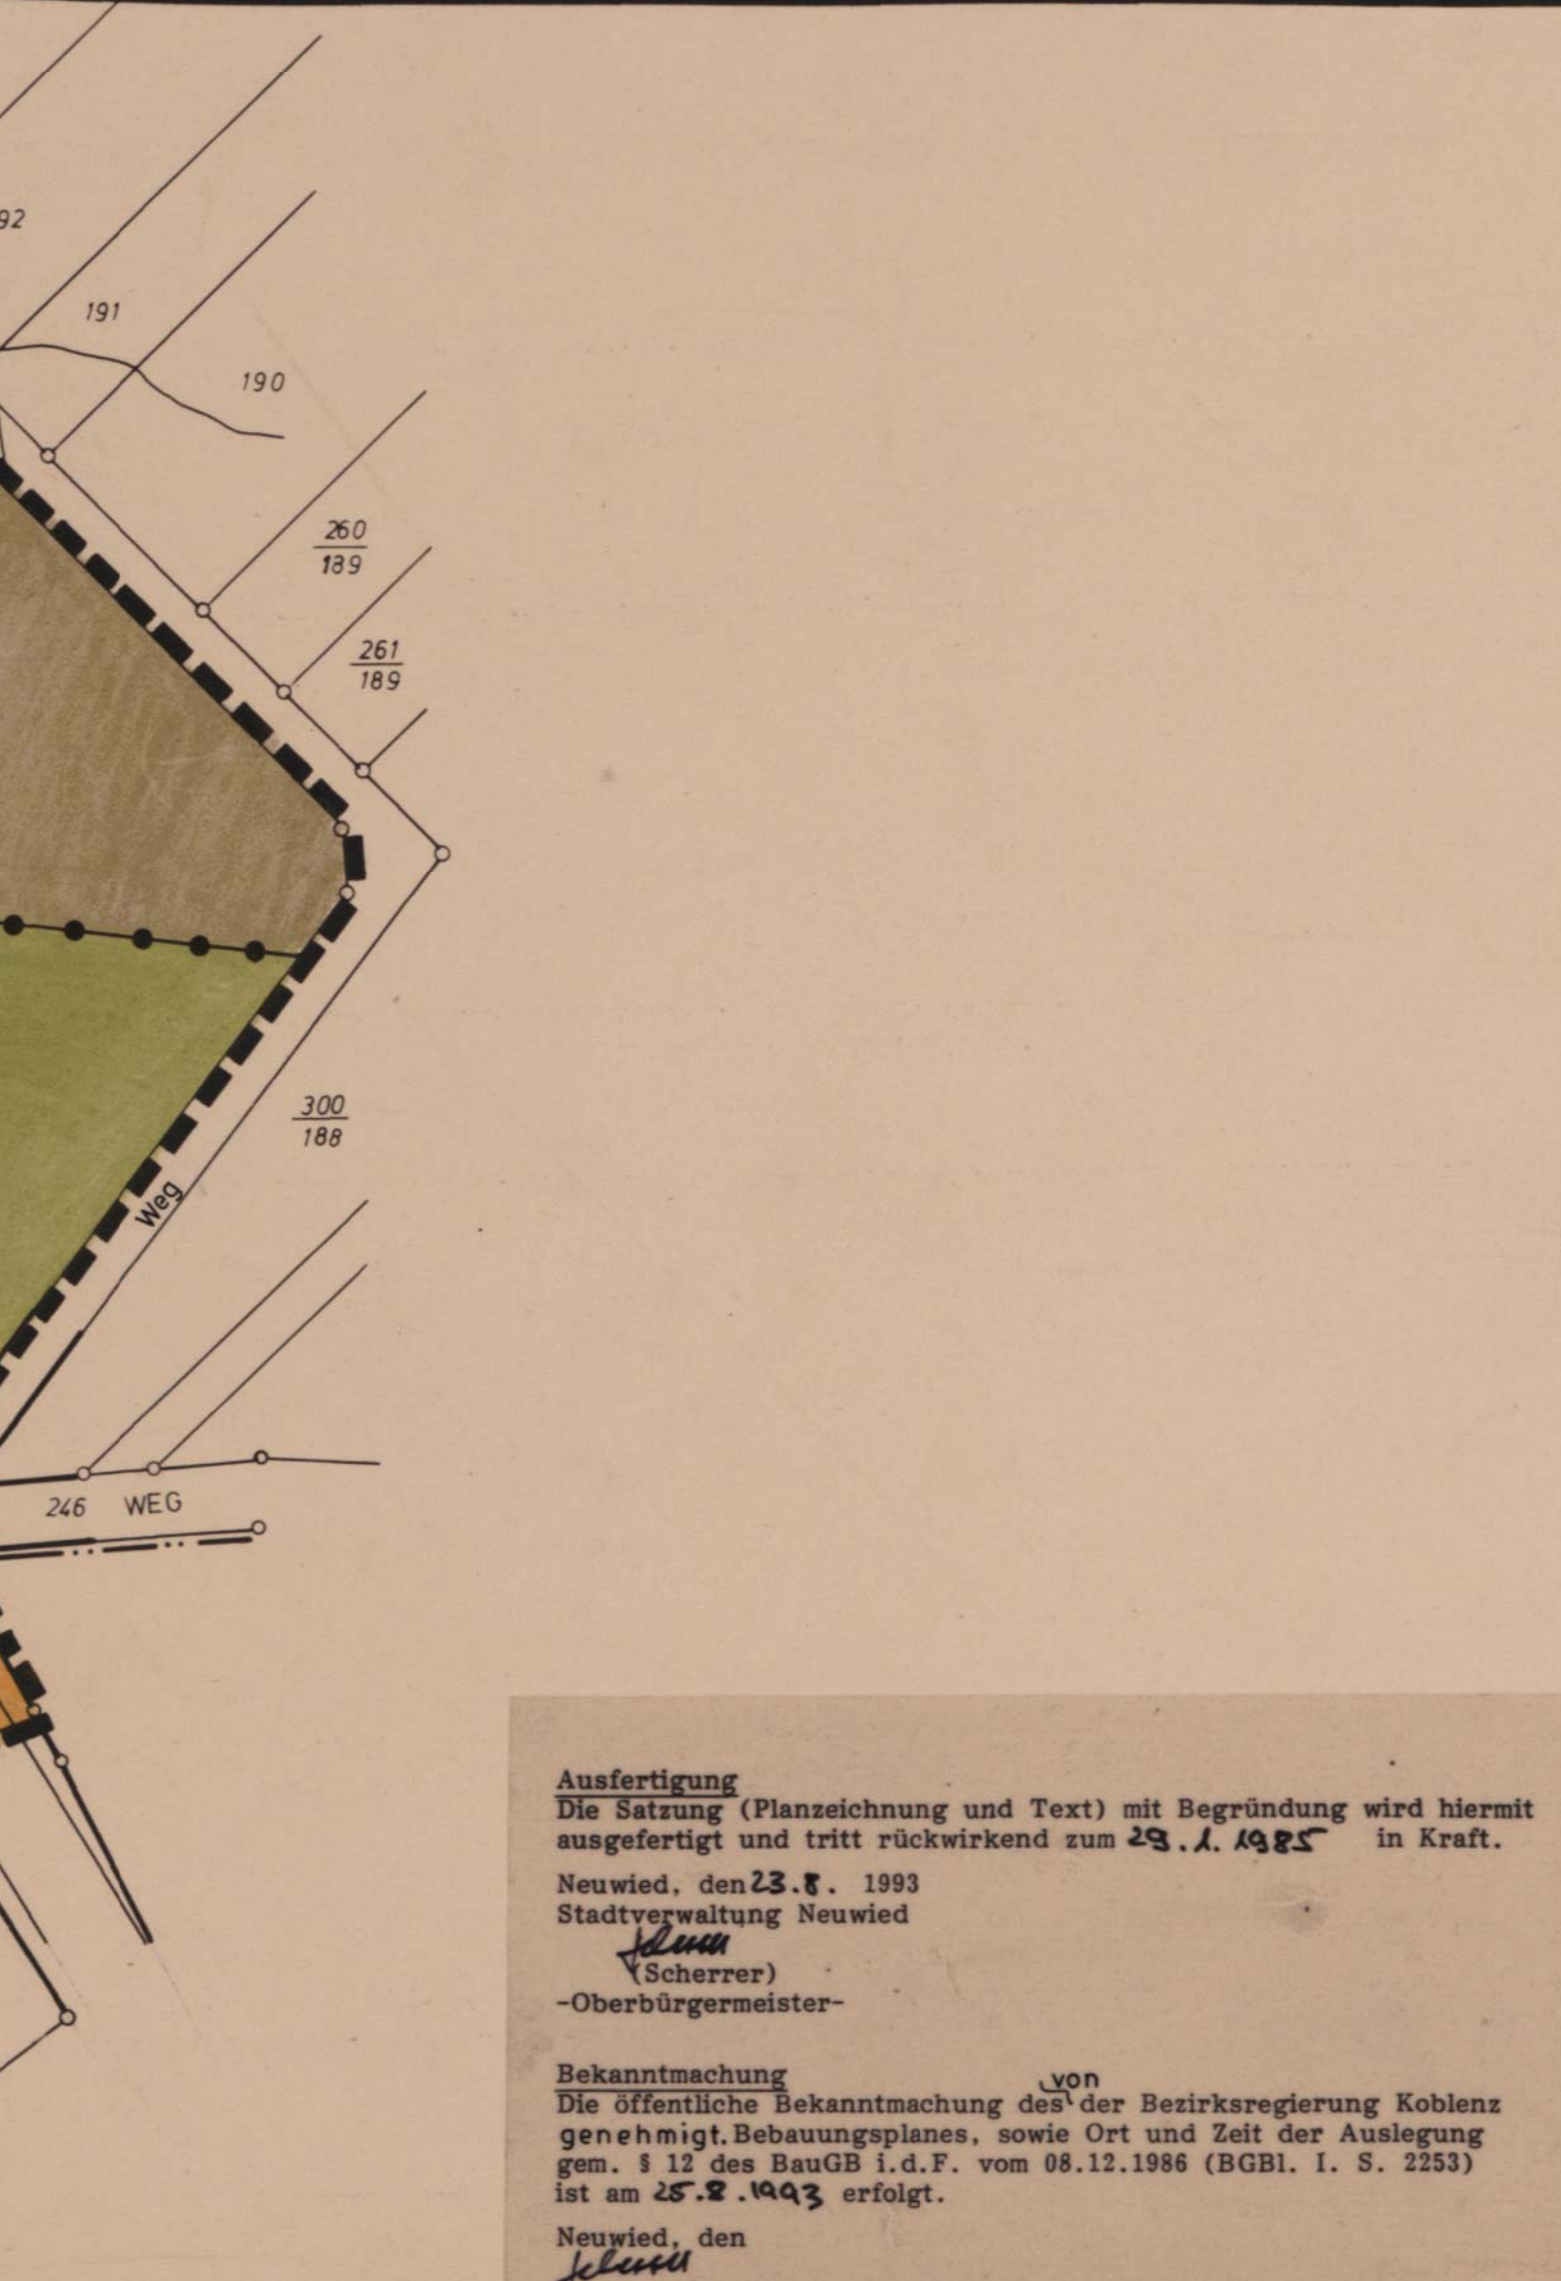 92
191
190
260
189
261
189
300
188
Weg
246 WEG
Ausfertigung
Die Satzung (Planzeichnung und Text) mit Begründung wird hiermit
ausgefertigt und tritt rückwirkend zum 29.1.1985 in Kraft.
Neuwied, den 23.8. 1993
Stadtverwaltung Neuwied
(Scherrer)
-Oberbürgermeister-
Bekanntmachung
von
Die öffentliche Bekanntmachung des der Bezirksregierung Koblenz
genehmigt. Bebauungsplanes, sowie Ort und Zeit der Auslegung
gem. § 12 des BauGB i.d.F. vom 08.12.1986 (BGBl. I. S. 2253)
ist am 25.8.1993 erfolgt.
Neuwied, den